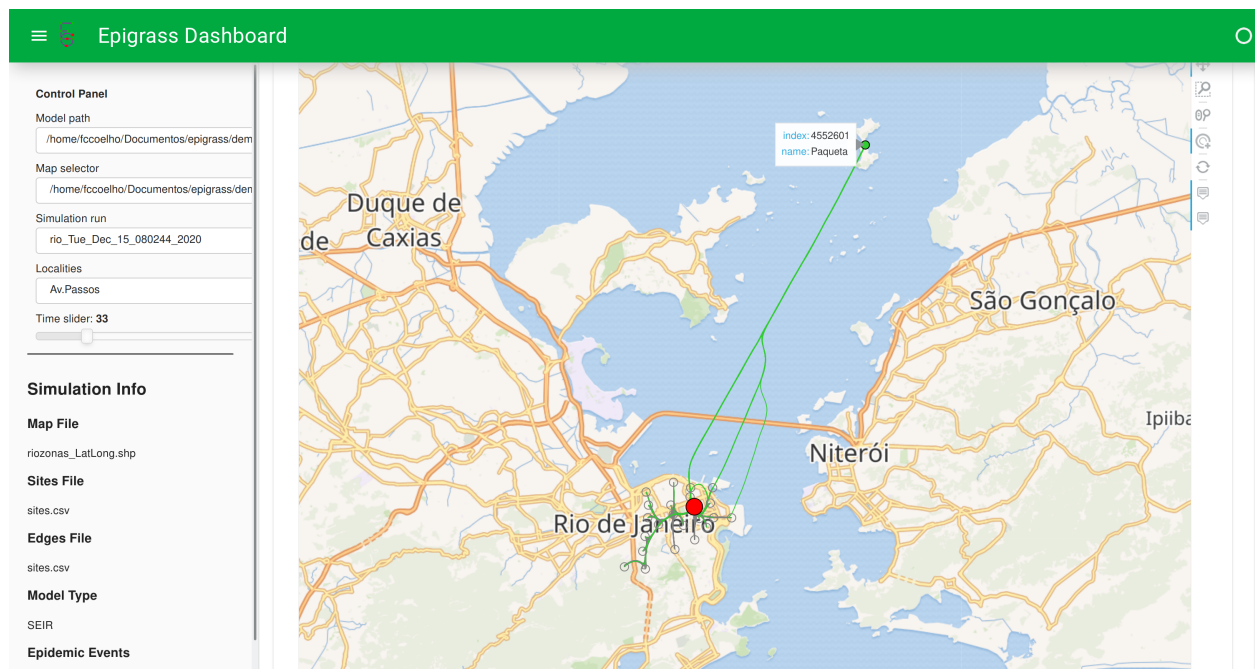 Epigrass Dashboard
Control Panel
Model path
/home/fccoelho/Documentos/epigrass/dem
Map selector
/home/fccoelho/Documentos/epigrass/den
Simulation run
rio_Tue_Dec_15_080244_2020
Localities
Av.Passos
Time slider: 33
Simulation Info
Map File
riozonas_LatLong.shp
Sites File
sites.csv
Edges File
sites.csv
Model Type
SEIR
Epidemic Events
index: 4552601
name: Paqueta
Duque de
Caxias
de
São Gonçalo
Ipiiba
Niterói
Rio de Janeiro